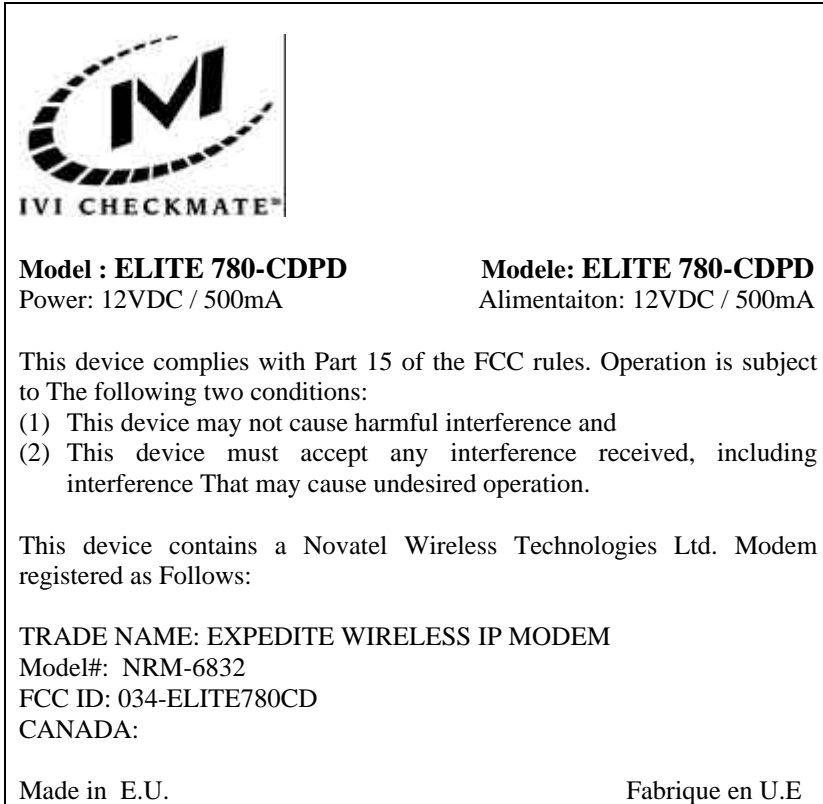 IVI CHECKMATE
Model : ELITE 780-CDPD Modele: ELITE 780-CDPD
Power: 12VDC / 500mA Alimentaiton: 12VDC / 500mA
This device complies with Part 15 of the FCC rules. Operation is subject
to The following two conditions:
(1) This device may not cause harmful interference and
(2) This device must accept any interference received, including
interference That may cause undesired operation.
This device contains a Novatel Wireless Technologies Ltd. Modem
registered as Follows:
TRADE NAME: EXPEDITE WIRELESS IP MODEM
Model#: NRM-6832
FCC ID: 034-ELITE780CD
CANADA:
Made in E.U. Fabrique en U.E